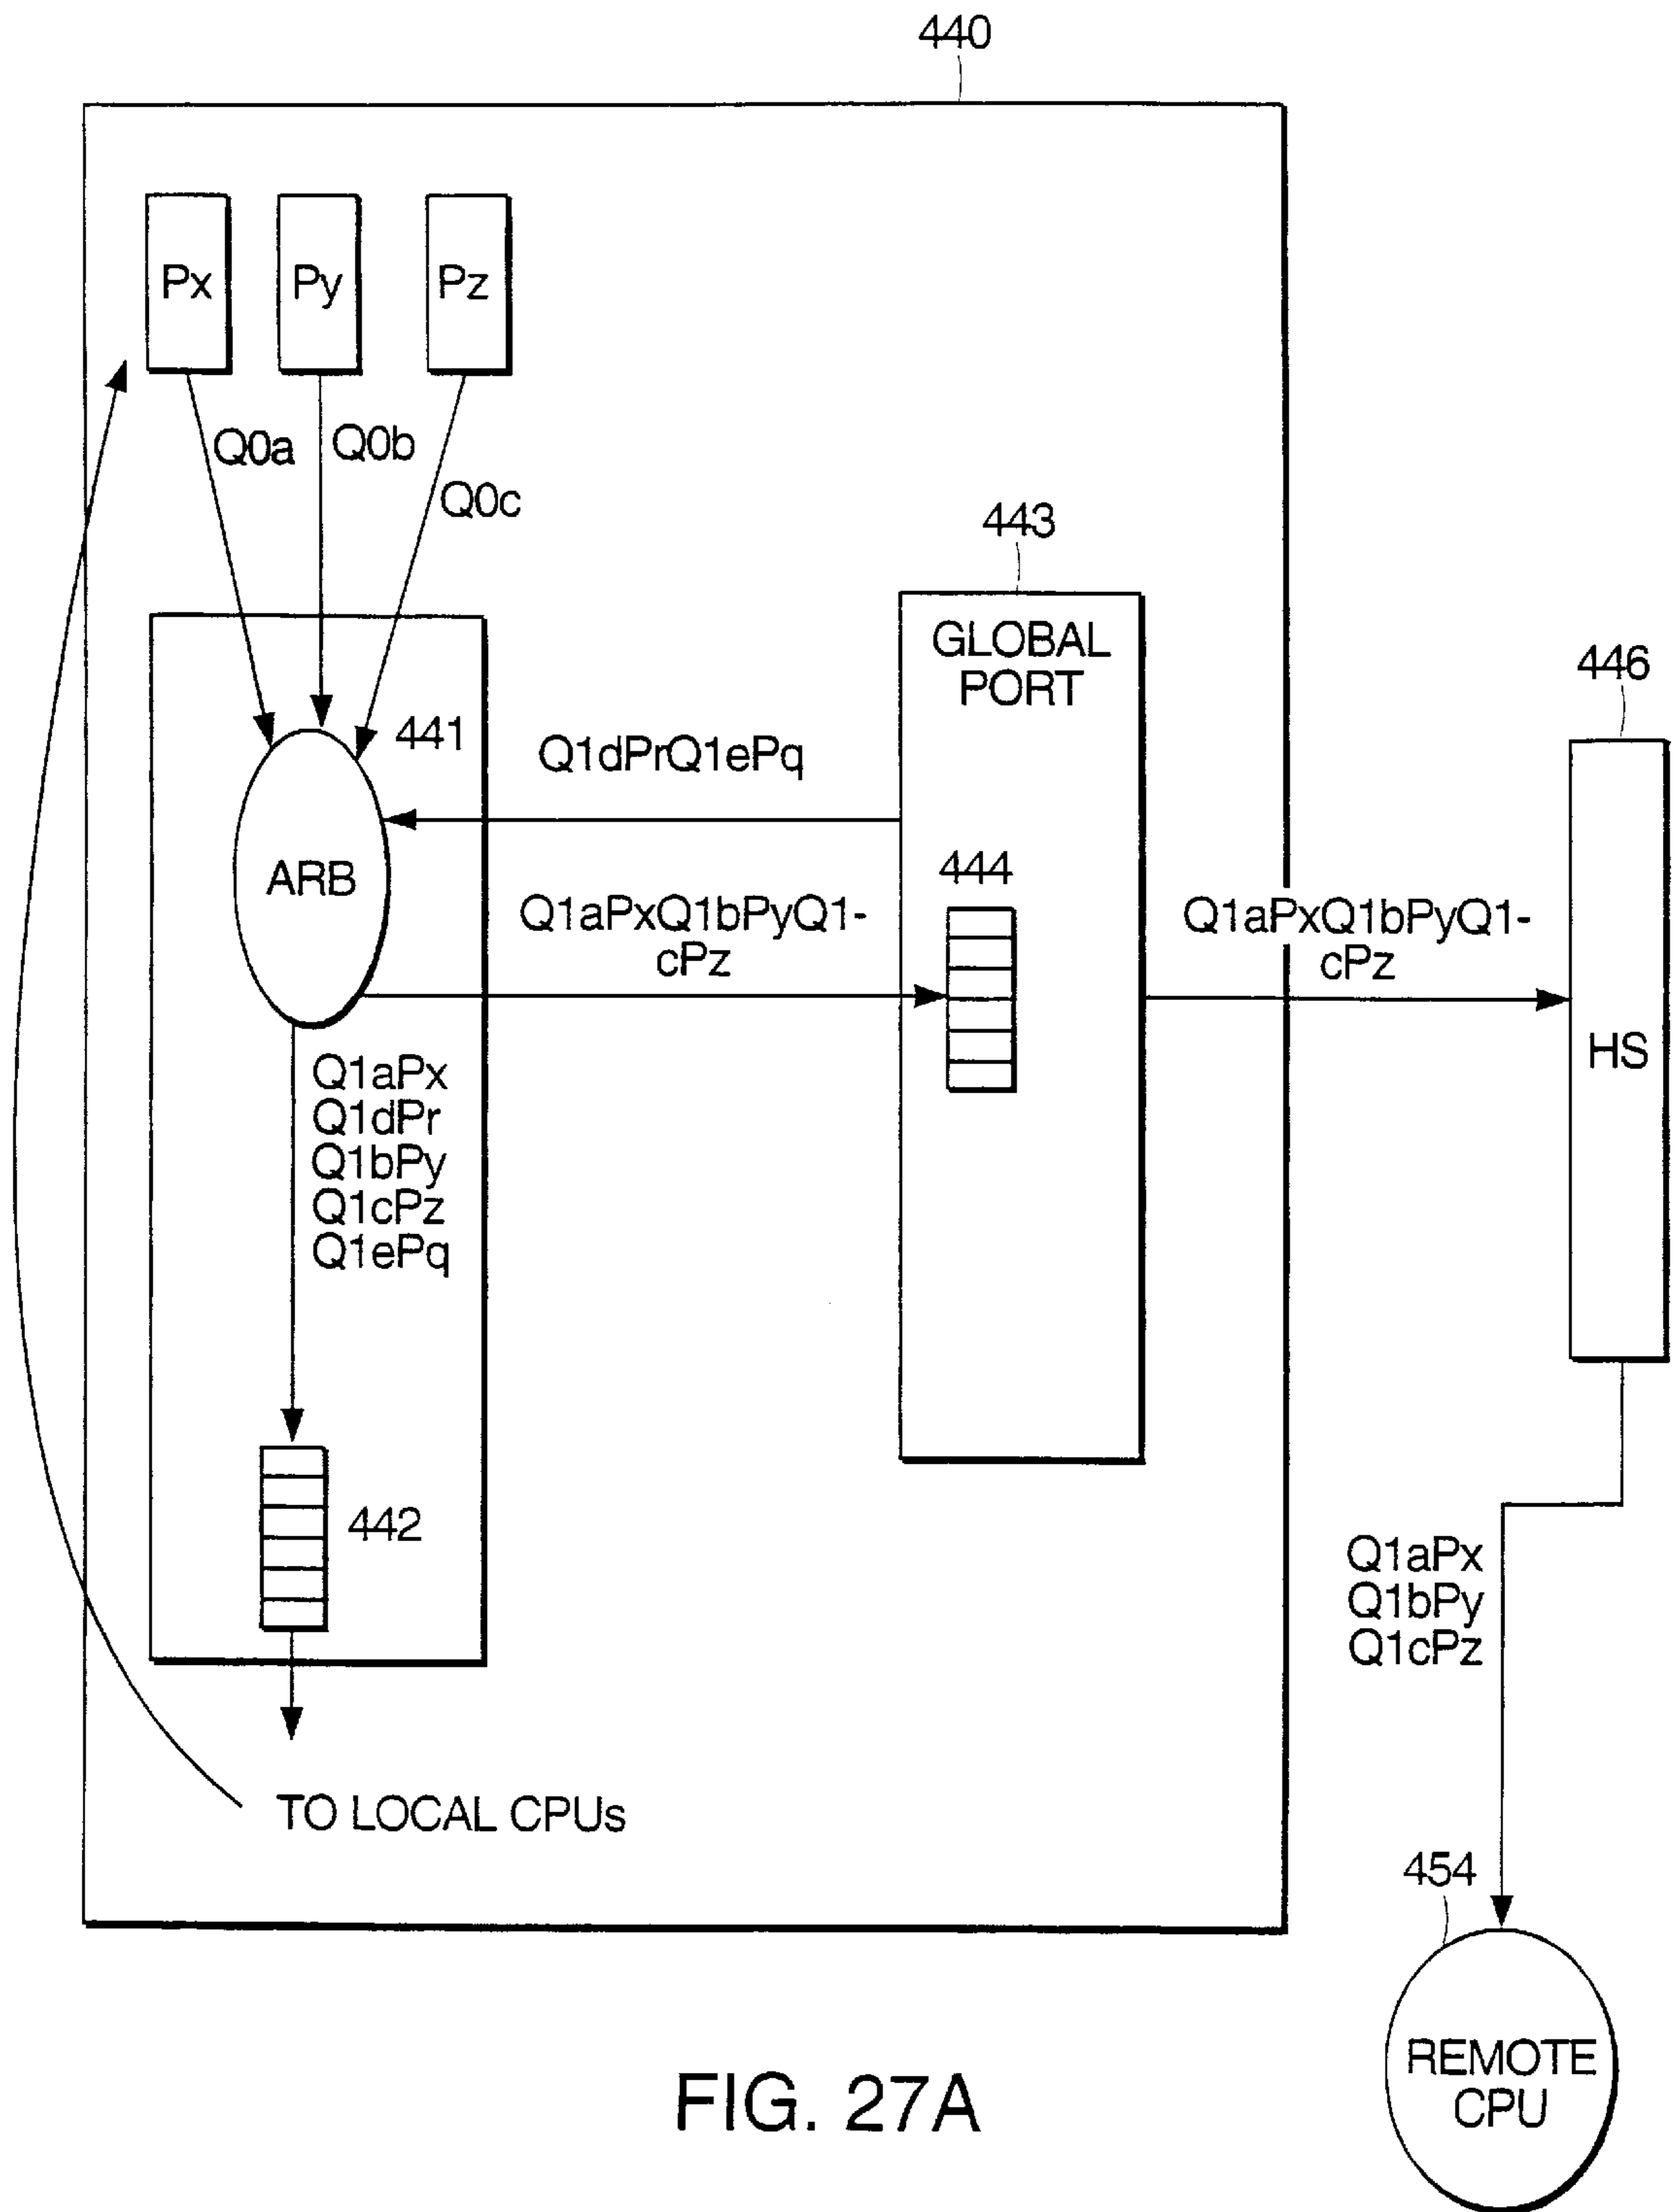 440
Px
Py
Pz
Q0a
Q0b
Q0c
443
GLOBAL
PORT
446
441
Q1dPrQ1ePq
ARB
444
Q1aPxQ1bPyQ1-
cPz
Q1aPxQ1bPyQ1-
cPz
HS
Q1aPx
Q1dPr
Q1bPy
Q1cPz
Q1ePq
442
Q1aPx
Q1bPy
Q1cPz
TO LOCAL CPUs
454
REMOTE
CPU
FIG. 27A